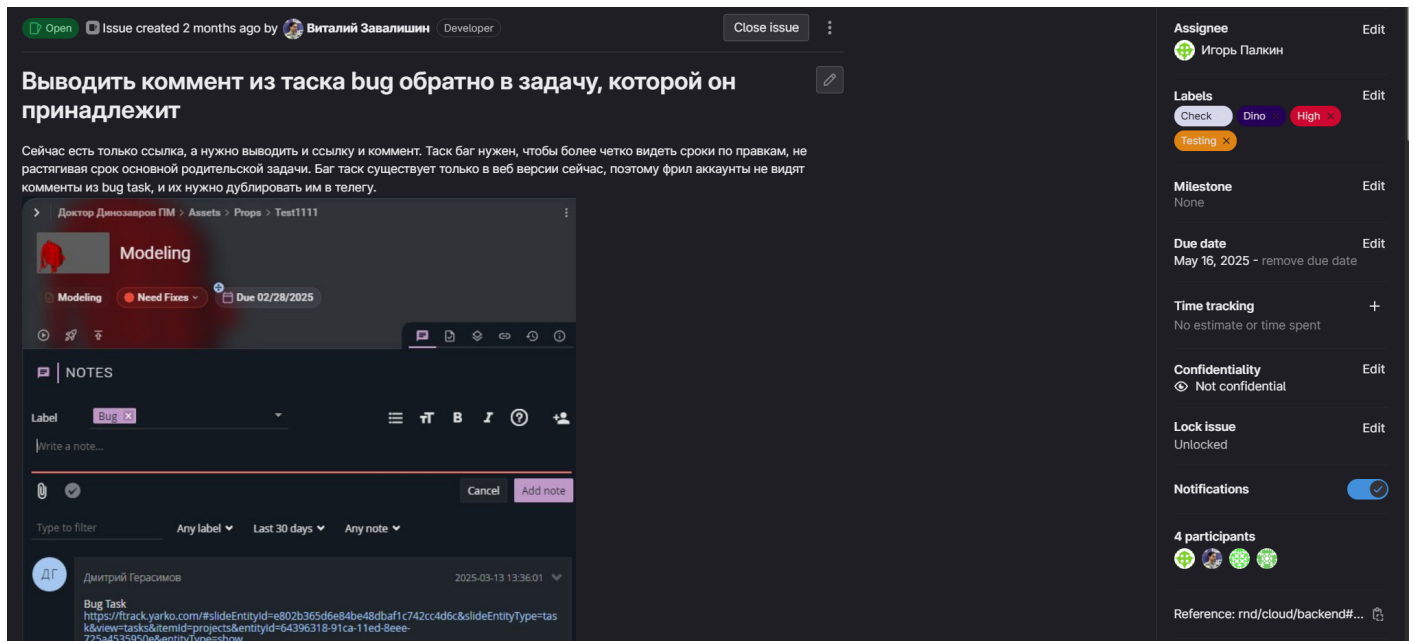 Open Issue created 2 months ago by Виталий Завалишин Developer Close issue
Выводить коммент из таска bug обратно в задачу, которой он
принадлежит
Сейчас есть только ссылка, а нужно выводить и ссылку и коммент. Таск баг нужен, чтобы более четко видеть сроки по правкам, не
растягивая срок основной родительской задачи. Баг таск существует только в веб версии сейчас, поэтому фрил аккаунты не видят
комменты из bug task, и их нужно дублировать им в телегу.
Доктор Динозавров ПМ > Assets > Props > Test1111
Modeling
Modeling Need Fixes Due 02/28/2025
NOTES
Label Bug
Write a note...
Cancel Add note
Type to filter Any label Last 30 days Any note
ДГ Дмитрий Герасимов 2025-03-13 13:36:01
Bug Task
https://ftrack.yarko.com/#slideEntityId=e802b365d6e84be48dbaf1c742cc4d6c&slideEntityType=tas
k&view=tasks&itemId=projects&entityId=64396318-91ca-11ed-8eee-
725a4535950e&entityType=show
Assignee Edit
Игорь Палкин
Labels Edit
Check Dino × High ×
Testing ×
Milestone Edit
None
Due date Edit
May 16, 2025 - remove due date
Time tracking +
No estimate or time spent
Confidentiality Edit
Not confidential
Lock issue Edit
Unlocked
Notifications
4 participants
Reference: rnd/cloud/backend#...